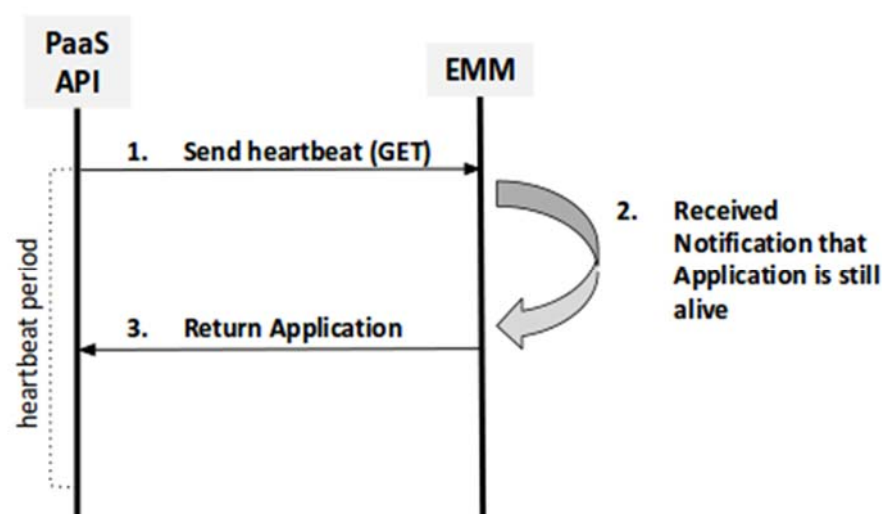 PaaS
API
EMM
1. Send heartbeat (GET)
2. Received
Notification that
Application is still
alive
3. Return Application
heartbeat period